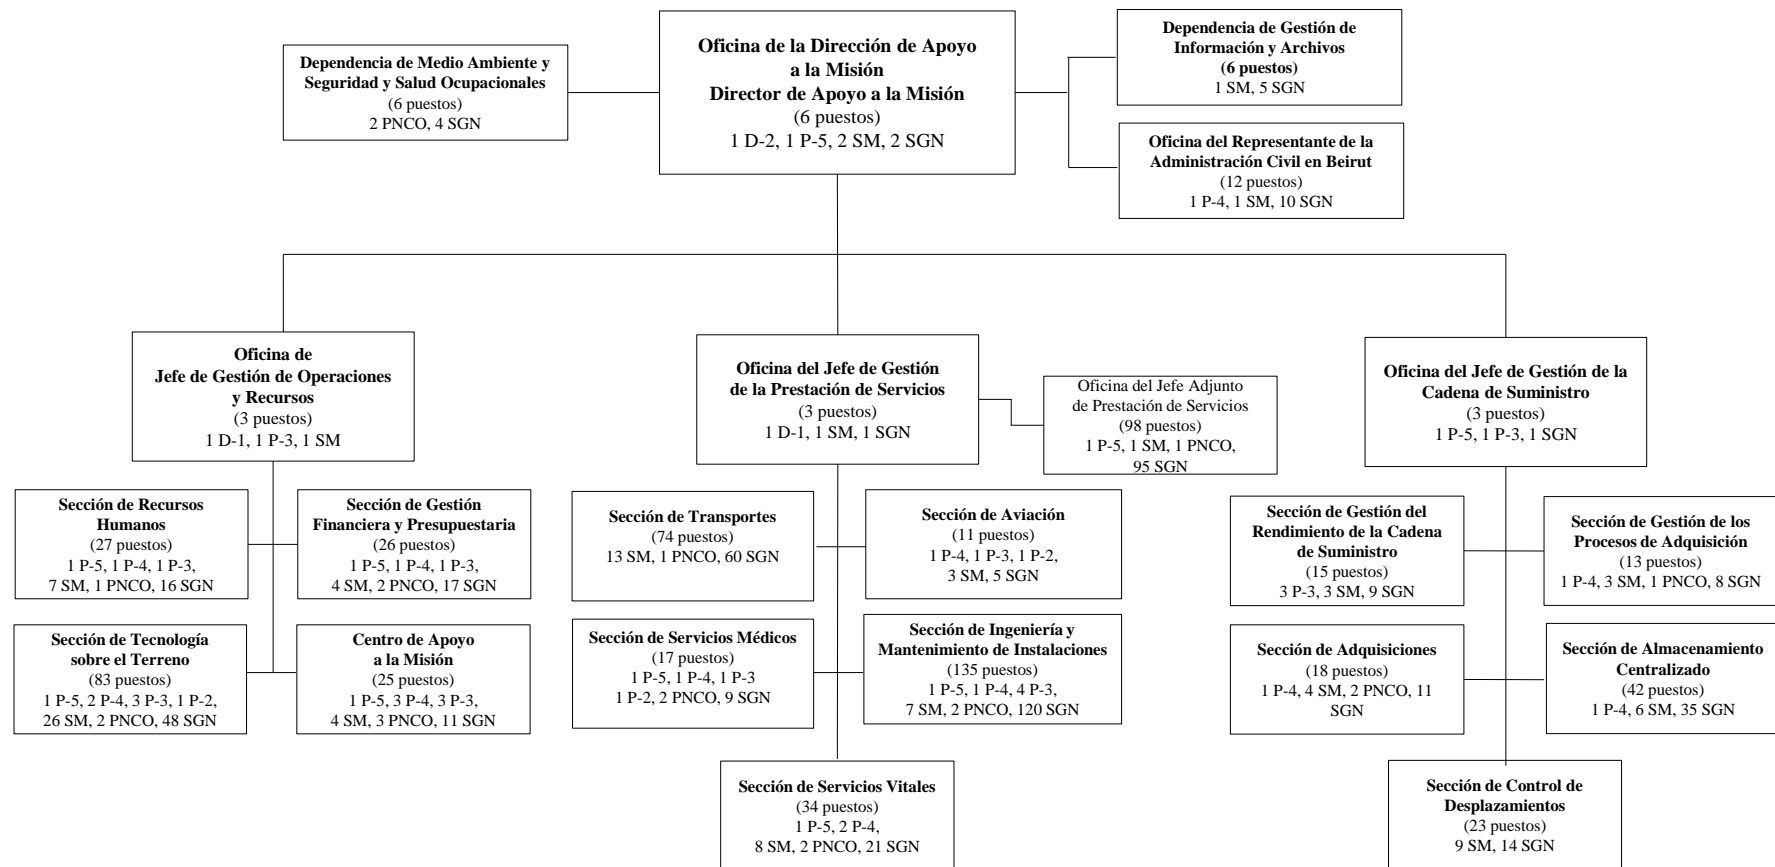 Oficina de la Dirección de Apoyo
a la Misión
Director de Apoyo a la Misión
(6 puestos)
1 D-2, 1 P-5, 2 SM, 2 SGN
Dependencia de Medio Ambiente y
Seguridad y Salud Ocupacionales
(6 puestos)
2 PNCO, 4 SGN
Dependencia de Gestión de
Información y Archivos
(6 puestos)
1 SM, 5 SGN
Oficina del Representante de la
Administración Civil en Beirut
(12 puestos)
1 P-4, 1 SM, 10 SGN
Oficina de
Jefe de Gestión de Operaciones
y Recursos
(3 puestos)
1 D-1, 1 P-3, 1 SM
Sección de Recursos
Humanos
(27 puestos)
1 P-5, 1 P-4, 1 P-3,
7 SM, 1 PNCO, 16 SGN
Sección de Gestión
Financiera y Presupuestaria
(26 puestos)
1 P-5, 1 P-4, 1 P-3,
4 SM, 2 PNCO, 17 SGN
Sección de Tecnología
sobre el Terreno
(83 puestos)
1 P-5, 2 P-4, 3 P-3, 1 P-2,
26 SM, 2 PNCO, 48 SGN
Centro de Apoyo
a la Misión
(25 puestos)
1 P-5, 3 P-4, 3 P-3,
4 SM, 3 PNCO, 11 SGN
Oficina del Jefe de Gestión
de la Prestación de Servicios
(3 puestos)
1 D-1, 1 SM, 1 SGN
Oficina del Jefe Adjunto
de Prestación de Servicios
(98 puestos)
1 P-5, 1 SM, 1 PNCO,
95 SGN
Sección de Transportes
(74 puestos)
13 SM, 1 PNCO, 60 SGN
Sección de Aviación
(11 puestos)
1 P-4, 1 P-3, 1 P-2,
3 SM, 5 SGN
Sección de Servicios Médicos
(17 puestos)
1 P-5, 1 P-4, 1 P-3
1 P-2, 2 PNCO, 9 SGN
Sección de Ingeniería y
Mantenimiento de Instalaciones
(135 puestos)
1 P-5, 1 P-4, 4 P-3,
7 SM, 2 PNCO, 120 SGN
Sección de Servicios Vitales
(34 puestos)
1 P-5, 2 P-4,
8 SM, 2 PNCO, 21 SGN
Oficina del Jefe de Gestión de la
Cadena de Suministro
(3 puestos)
1 P-5, 1 P-3, 1 SGN
Sección de Gestión del
Rendimiento de la Cadena
de Suministro
(15 puestos)
3 P-3, 3 SM, 9 SGN
Sección de Gestión de los
Procesos de Adquisición
(13 puestos)
1 P-4, 3 SM, 1 PNCO, 8 SGN
Sección de Adquisiciones
(18 puestos)
1 P-4, 4 SM, 2 PNCO, 11
SGN
Sección de Almacenamiento
Centralizado
(42 puestos)
1 P-4, 6 SM, 35 SGN
Sección de Control de
Desplazamientos
(23 puestos)
9 SM, 14 SGN